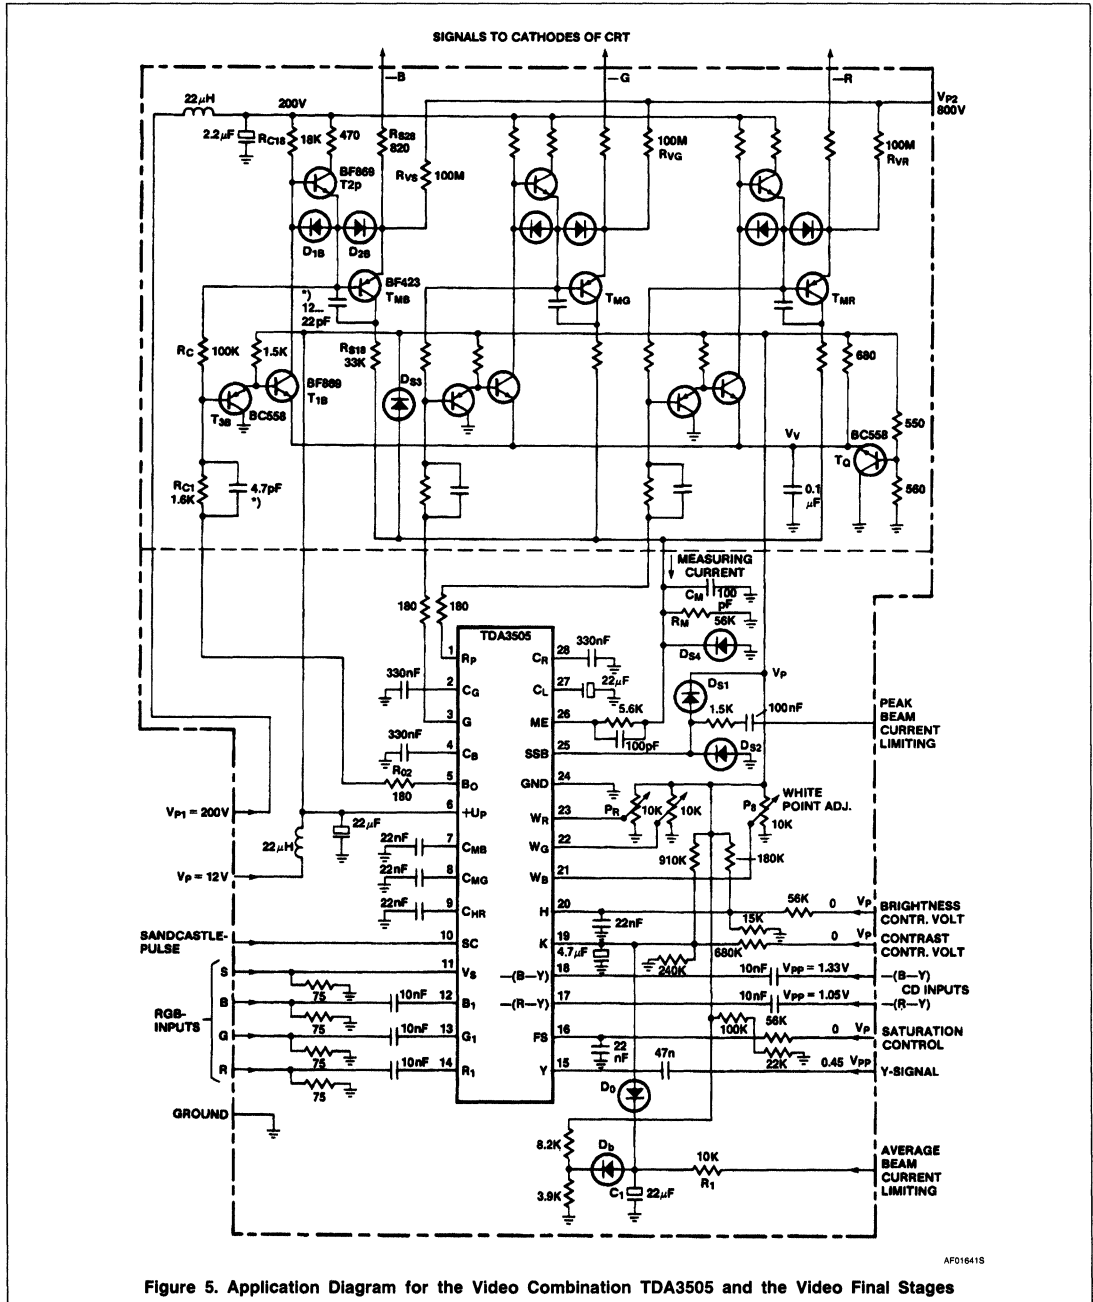 SIGNALS TO CATHODES OF CRT
—B
—G
—R
22μH
200V
VP2
800V
2.2μF
RC18
18K
470
RS28
820
100M
RVG
100M
RVR
BF869
T2p
RVS
100M
D1B
D2B
BF423
TMB
TMG
TMR
*)
12...
22pF
RC
100K
1.5K
RS18
33K
DS3
680
BF869
T1B
T3B
BC558
VV
BC558
TQ
550
560
0.1
μF
RC1
1.6K
4.7pF
*)
MEASURING
CURRENT
CM
100
pF
RM
56K
DS4
180
180
TDA3505
330nF
1
RP
CR
28
330nF
2
CG
CL
27
22μF
DS1
VP
3
G
ME
26
5.6K
100pF
1.5K
100nF
PEAK
BEAM
CURRENT
LIMITING
330nF
4
CB
SSB
25
DS2
RO2
180
5
BO
GND
24
VP1 = 200V
6
+UP
WR
23
PR
10K
10K
P8
10K
WHITE
POINT ADJ.
22μH
22μF
22nF
7
CMB
WG
22
VP = 12V
22nF
8
CMG
WB
21
910K
180K
22nF
9
CHR
H
20
22nF
56K
0
VP
BRIGHTNESS
CONTR. VOLT
15K
SANDCASTLE-
PULSE
10
SC
K
19
4.7μF
240K
680K
0
VP
CONTRAST
CONTR. VOLT
S
11
VS
—(B—Y)
18
10nF
VPP = 1.33V
—(B—Y)
75
CD INPUTS
RGB-
INPUTS
B
10nF
12
B1
—(R—Y)
17
10nF
VPP = 1.05V
—(R—Y)
75
100K
56K
G
10nF
13
G1
FS
16
22
nF
0
VP
SATURATION
CONTROL
75
22K
R
10nF
14
R1
Y
15
47n
0.45 VPP
Y-SIGNAL
75
D0
GROUND
8.2K
Db
3.9K
C1
22μF
10K
R1
AVERAGE
BEAM
CURRENT
LIMITING
AF01641S
Figure 5. Application Diagram for the Video Combination TDA3505 and the Video Final Stages